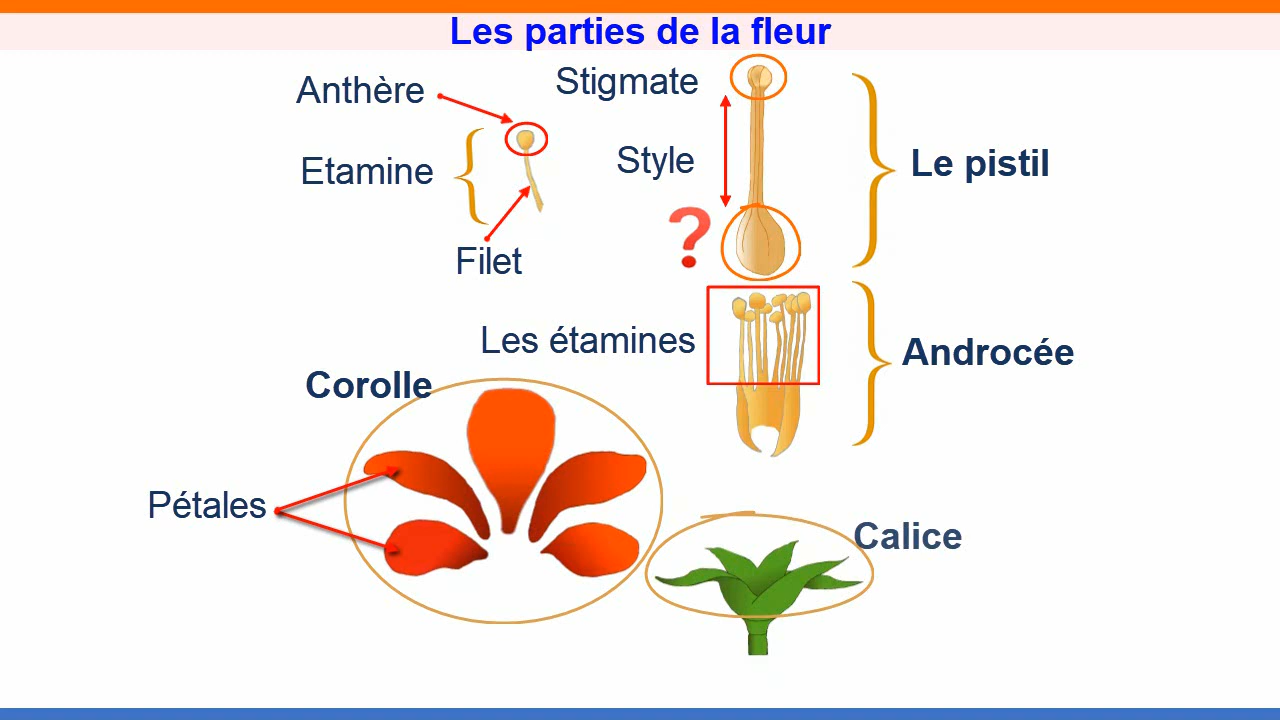 Les parties de la fleur
Anthère
Stigmate
Etamine
Style
Le pistil
?
Filet
Les étamines
Androcée
Corolle
Pétales
Calice